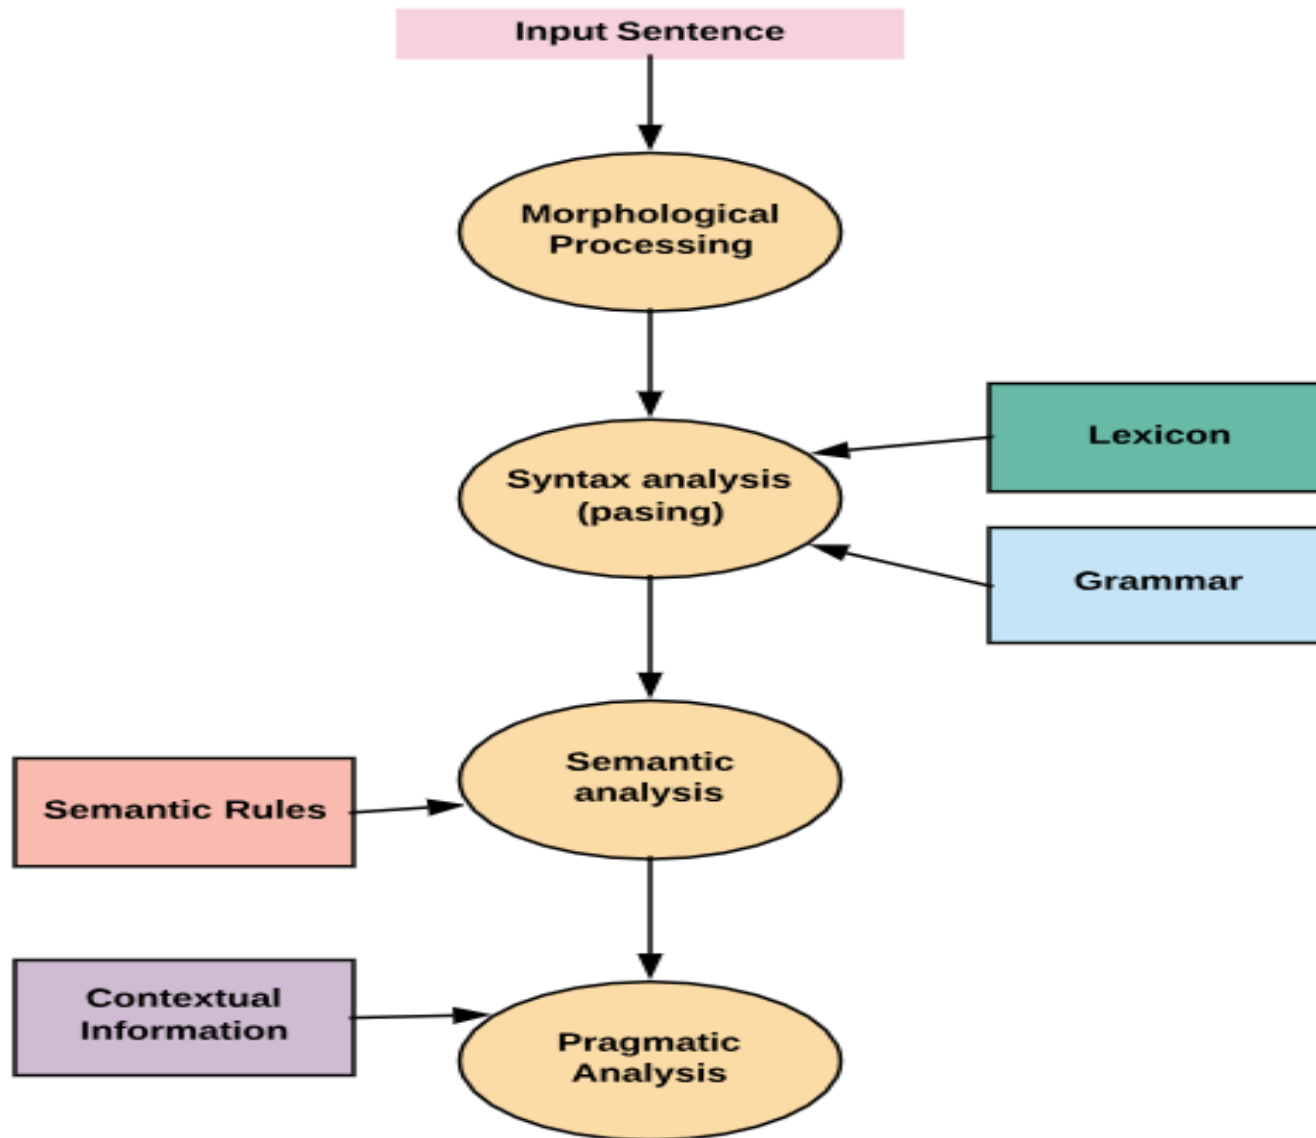 Input Sentence
Morphological
Processing
Lexicon
Syntax analysis
(pasing)
Grammar
Semantic
analysis
Semantic Rules
Contextual
Information
Pragmatic
Analysis